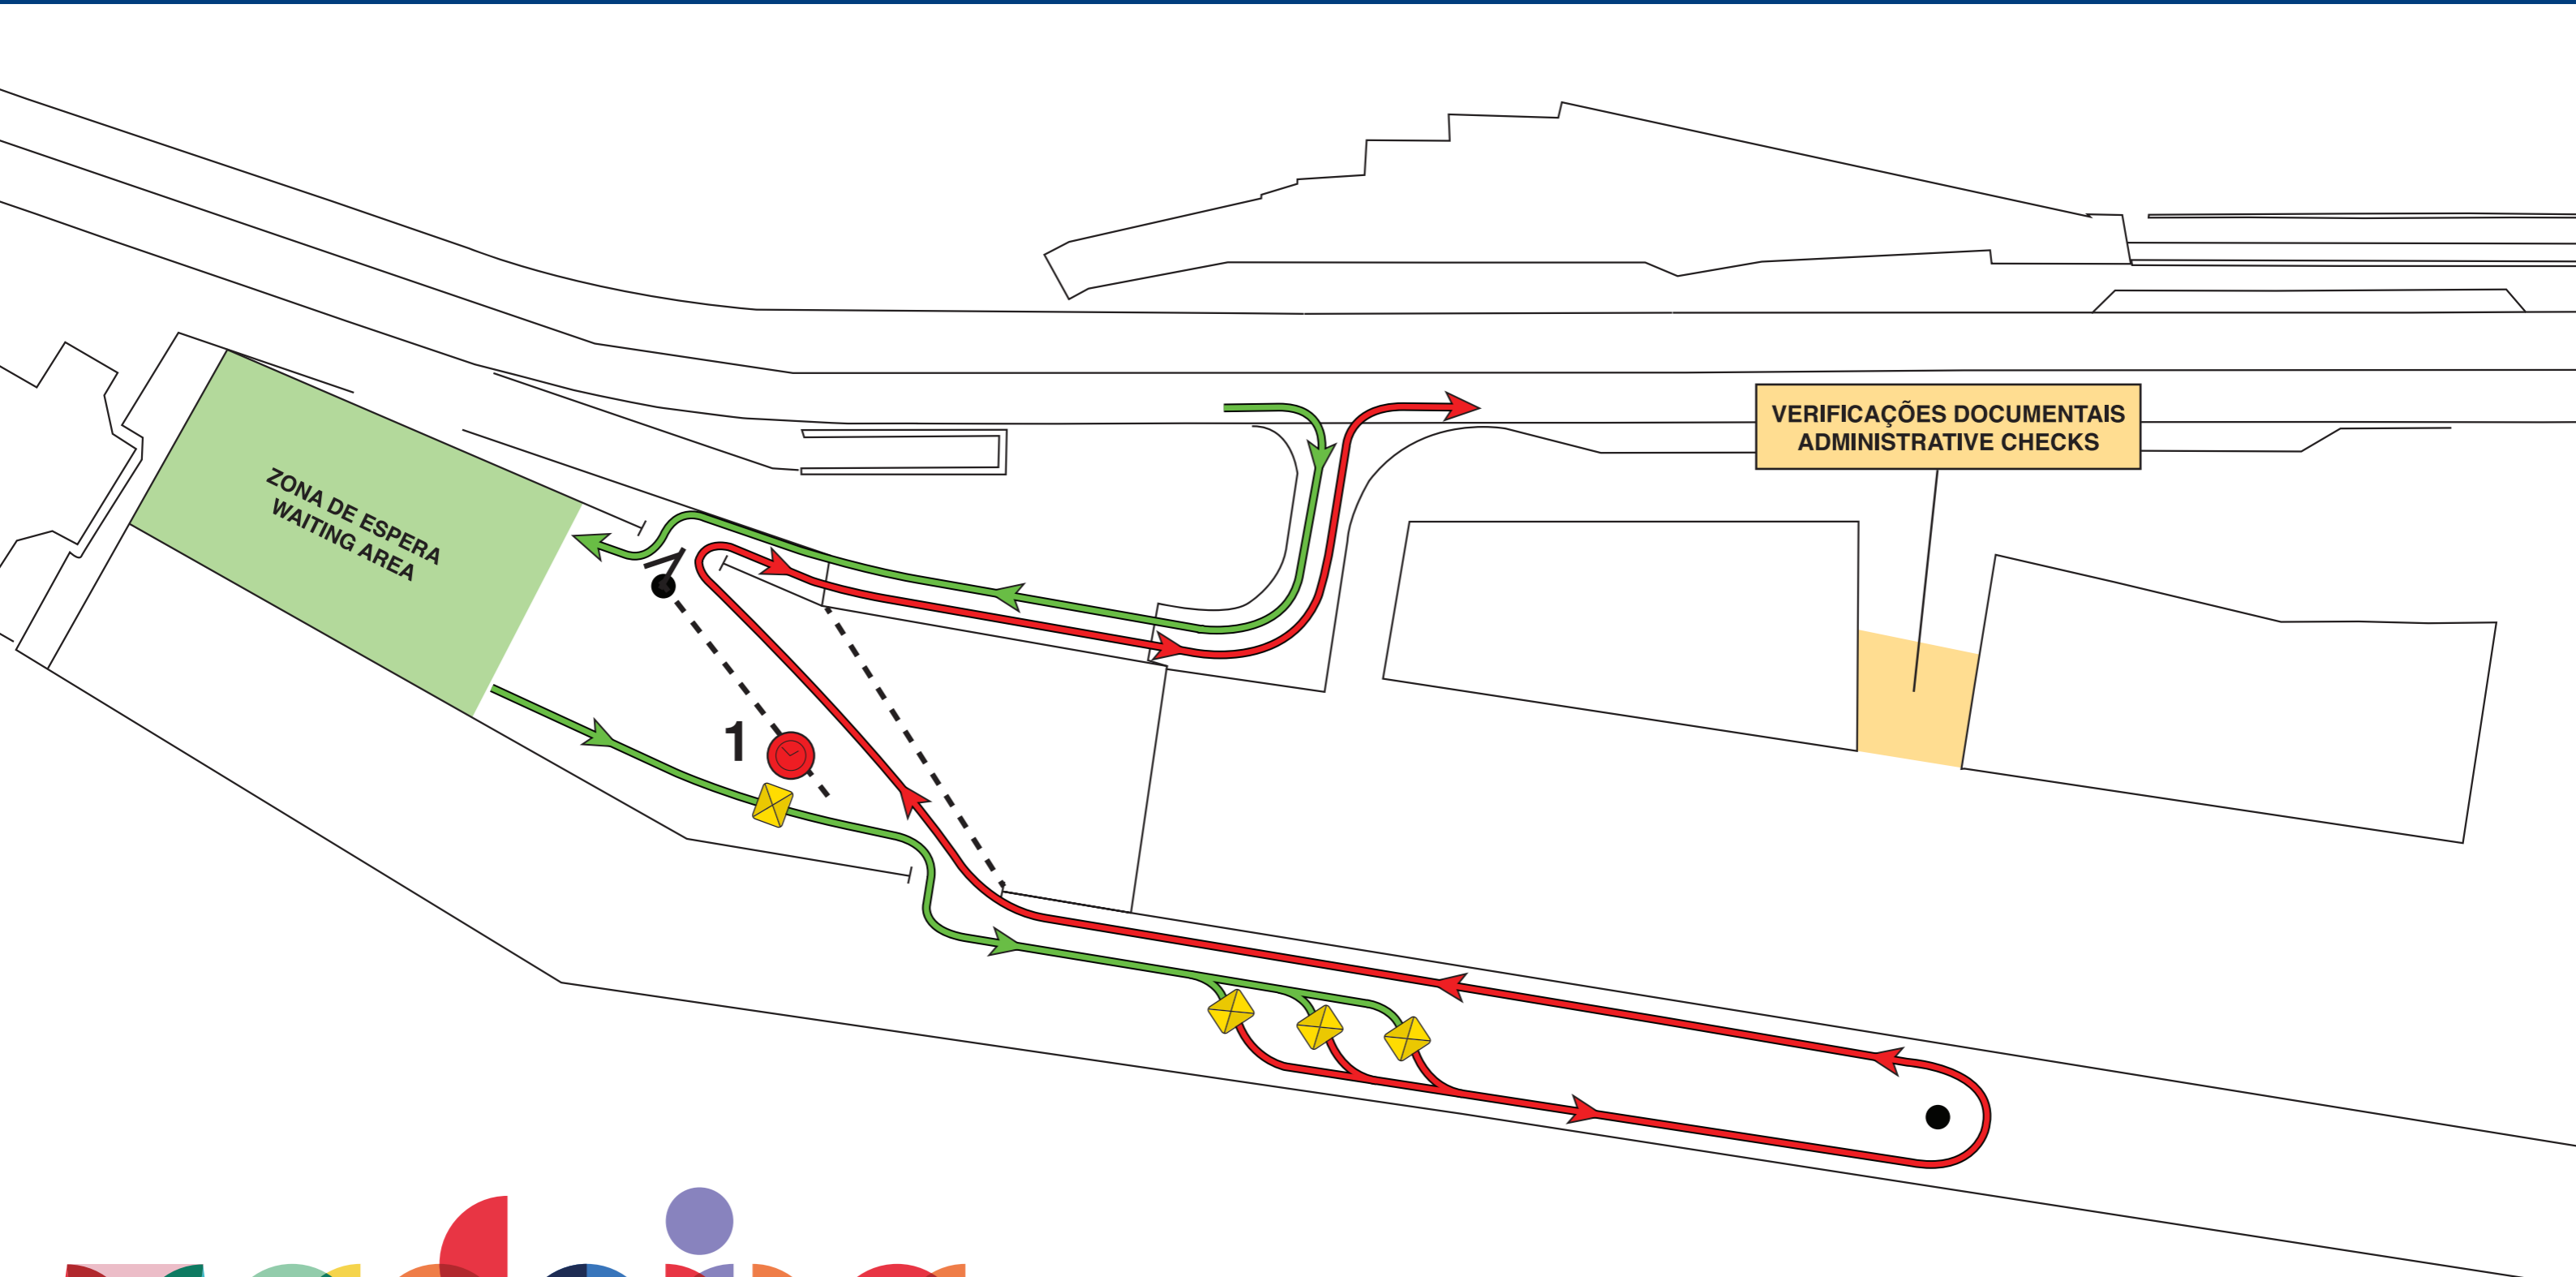 VERIFICAÇÕES DOCUMENTAIS
ADMINISTRATIVE CHECKS
ZONA DE ESPERA
WAITING AREA
1